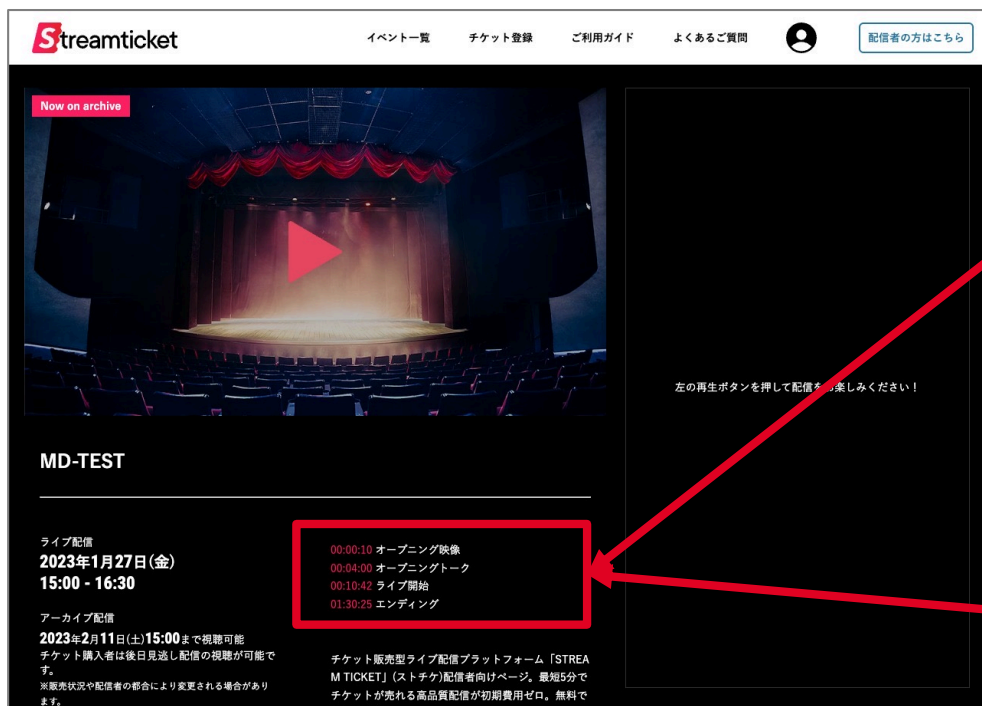 Streamticket
イベント一覧 チケット登録 ご利用ガイド よくあるご質問 配信者の方はこちら
Now on archive
左の再生ボタンを押して配信を 楽しみください！
MD-TEST
ライブ配信
2023年1月27日(金)
15:00 - 16:30
アーカイブ配信
2023年2月11日(土)15:00まで視聴可能
チケット購入者は後日見逃し配信の視聴が可能で
す。
※販売状況や配信者の都合により変更される場合があり
ます。
00:00:10 オープニング映像
00:04:00 オープニングトーク
00:10:42 ライブ開始
01:30:25 エンディング
チケット販売型ライブ配信プラットフォーム「STREA
M TICKET」(ストチケ)配信者向けページ。最短5分で
チケットが売れる高品質配信が初期費用ゼロ。無料で